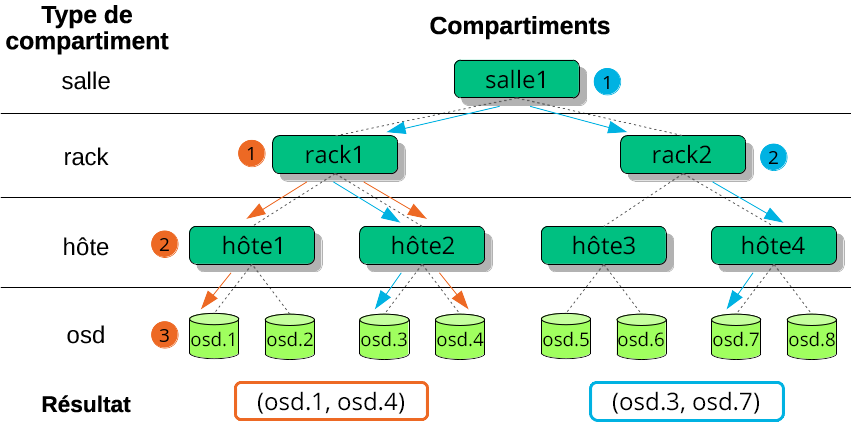 Type de
compartiment
Compartiments
salle
salle1
1
rack
1
rack1
rack2
2
hôte
2
hôte1
hôte2
hôte3
hôte4
osd
3
osd.1
osd.2
osd.3
osd.4
osd.5
osd.6
osd.7
osd.8
Résultat
(osd.1, osd.4)
(osd.3, osd.7)